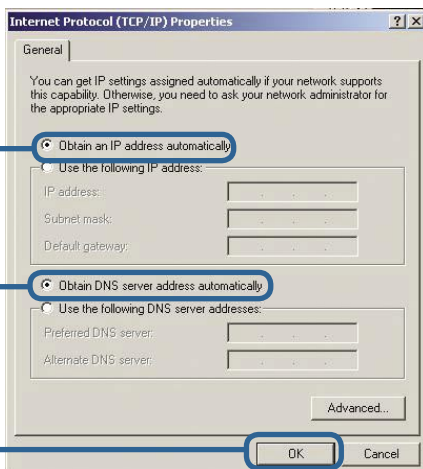 Internet Protocol (TCP/IP) Properties
General
You can get IP settings assigned automatically if your network supports
this capability. Otherwise, you need to ask your network administrator for
the appropriate IP settings.
Obtain an IP address automatically
Use the following IP address:
IP address:
Subnet mask:
Default gateway:
Obtain DNS server address automatically
Use the following DNS server addresses:
Preferred DNS server:
Alternate DNS server:
Advanced...
OK Cancel